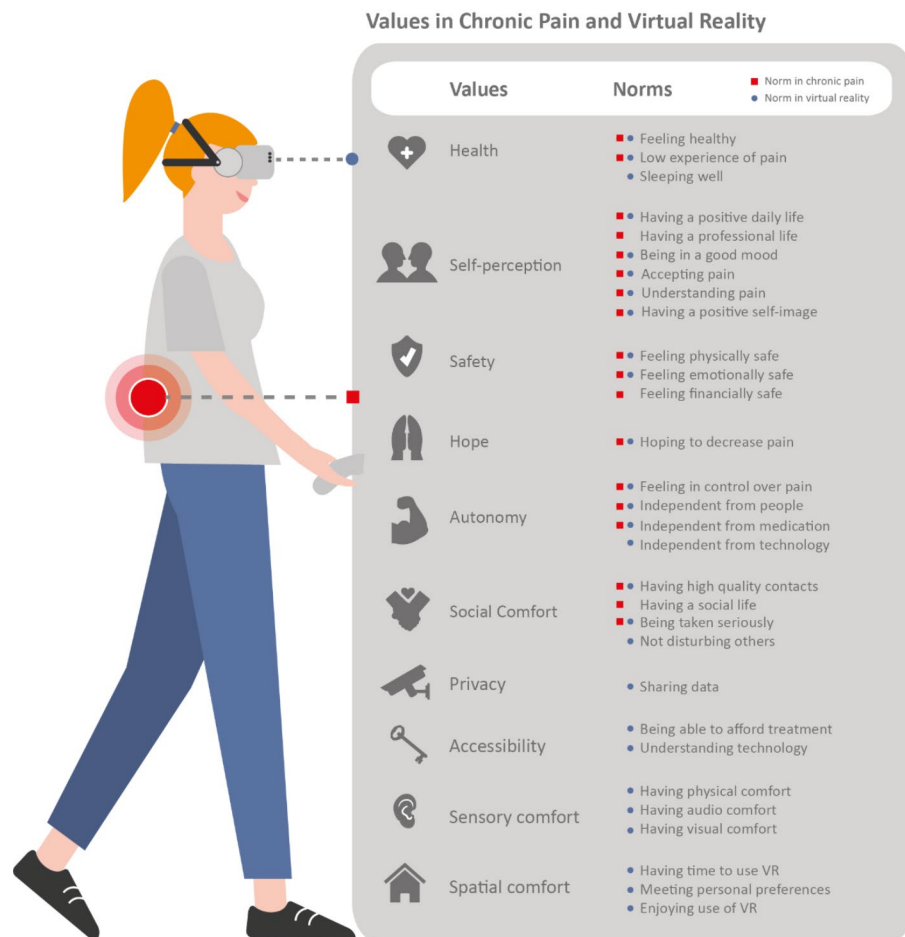 Values in Chronic Pain and Virtual Reality
Values
Norms
Norm in chronic pain
Norm in virtual reality
Health
Feeling healthy
Low experience of pain
Sleeping well
Self-perception
Having a positive daily life
Having a professional life
Being in a good mood
Accepting pain
Understanding pain
Having a positive self-image
Safety
Feeling physically safe
Feeling emotionally safe
Feeling financially safe
Hope
Hoping to decrease pain
Autonomy
Feeling in control over pain
Independent from people
Independent from medication
Independent from technology
Social Comfort
Having high quality contacts
Having a social life
Being taken seriously
Not disturbing others
Privacy
Sharing data
Accessibility
Being able to afford treatment
Understanding technology
Sensory comfort
Having physical comfort
Having audio comfort
Having visual comfort
Spatial comfort
Having time to use VR
Meeting personal preferences
Enjoying use of VR